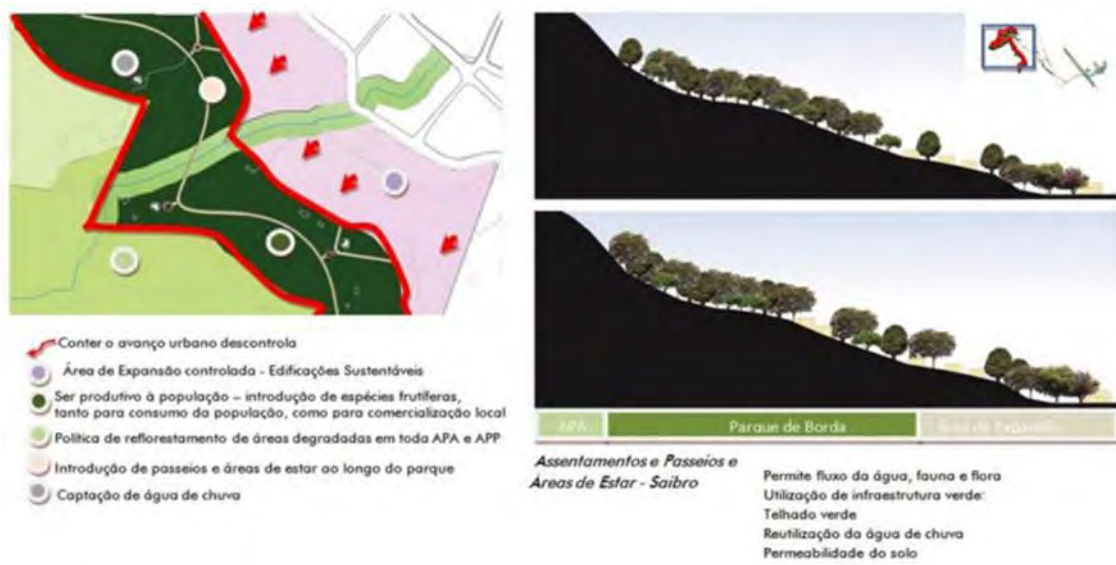 Conter o avanço urbano descontrola
Área de Expansão controlada - Edificações Sustentáveis
Ser produtivo à população – introdução de espécies frutíferas,
tanto para consumo da população, como para comercialização local
Política de reflorestamento de áreas degradadas em toda APA e APP
Introdução de passeios e áreas de estar ao longo do parque
Captação de água de chuva
APA
Parque de Borda
Área de Expansão
Assentamentos e Passeios e
Áreas de Estar - Saibro
Permite fluxo da água, fauna e flora
Utilização de infraestrutura verde:
Telhado verde
Reutilização da água de chuva
Permeabilidade do solo